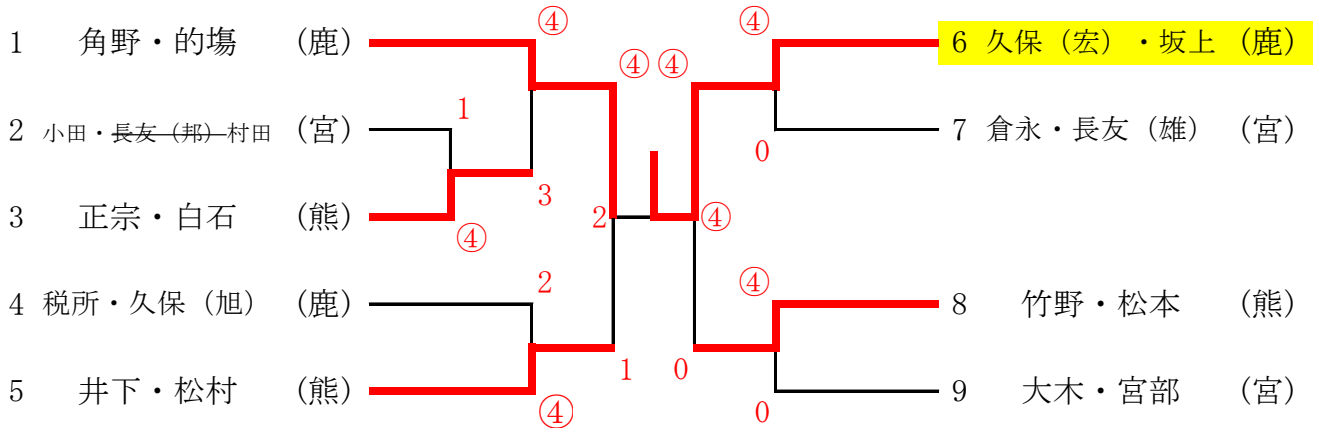 ④ ④
1 角野・的場 (鹿) 6 久保（宏）・坂上 (鹿)
④ ④
1
2 小田・長友（邦）村田 (宮) 7 倉永・長友（雄） (宮)
0
3
3 正宗・白石 (熊) 2 ④
④
2 ④
4 税所・久保（旭） (鹿) 8 竹野・松本 (熊)
1 0
5 井下・松村 (熊) 9 大木・宮部 (宮)
④ 0